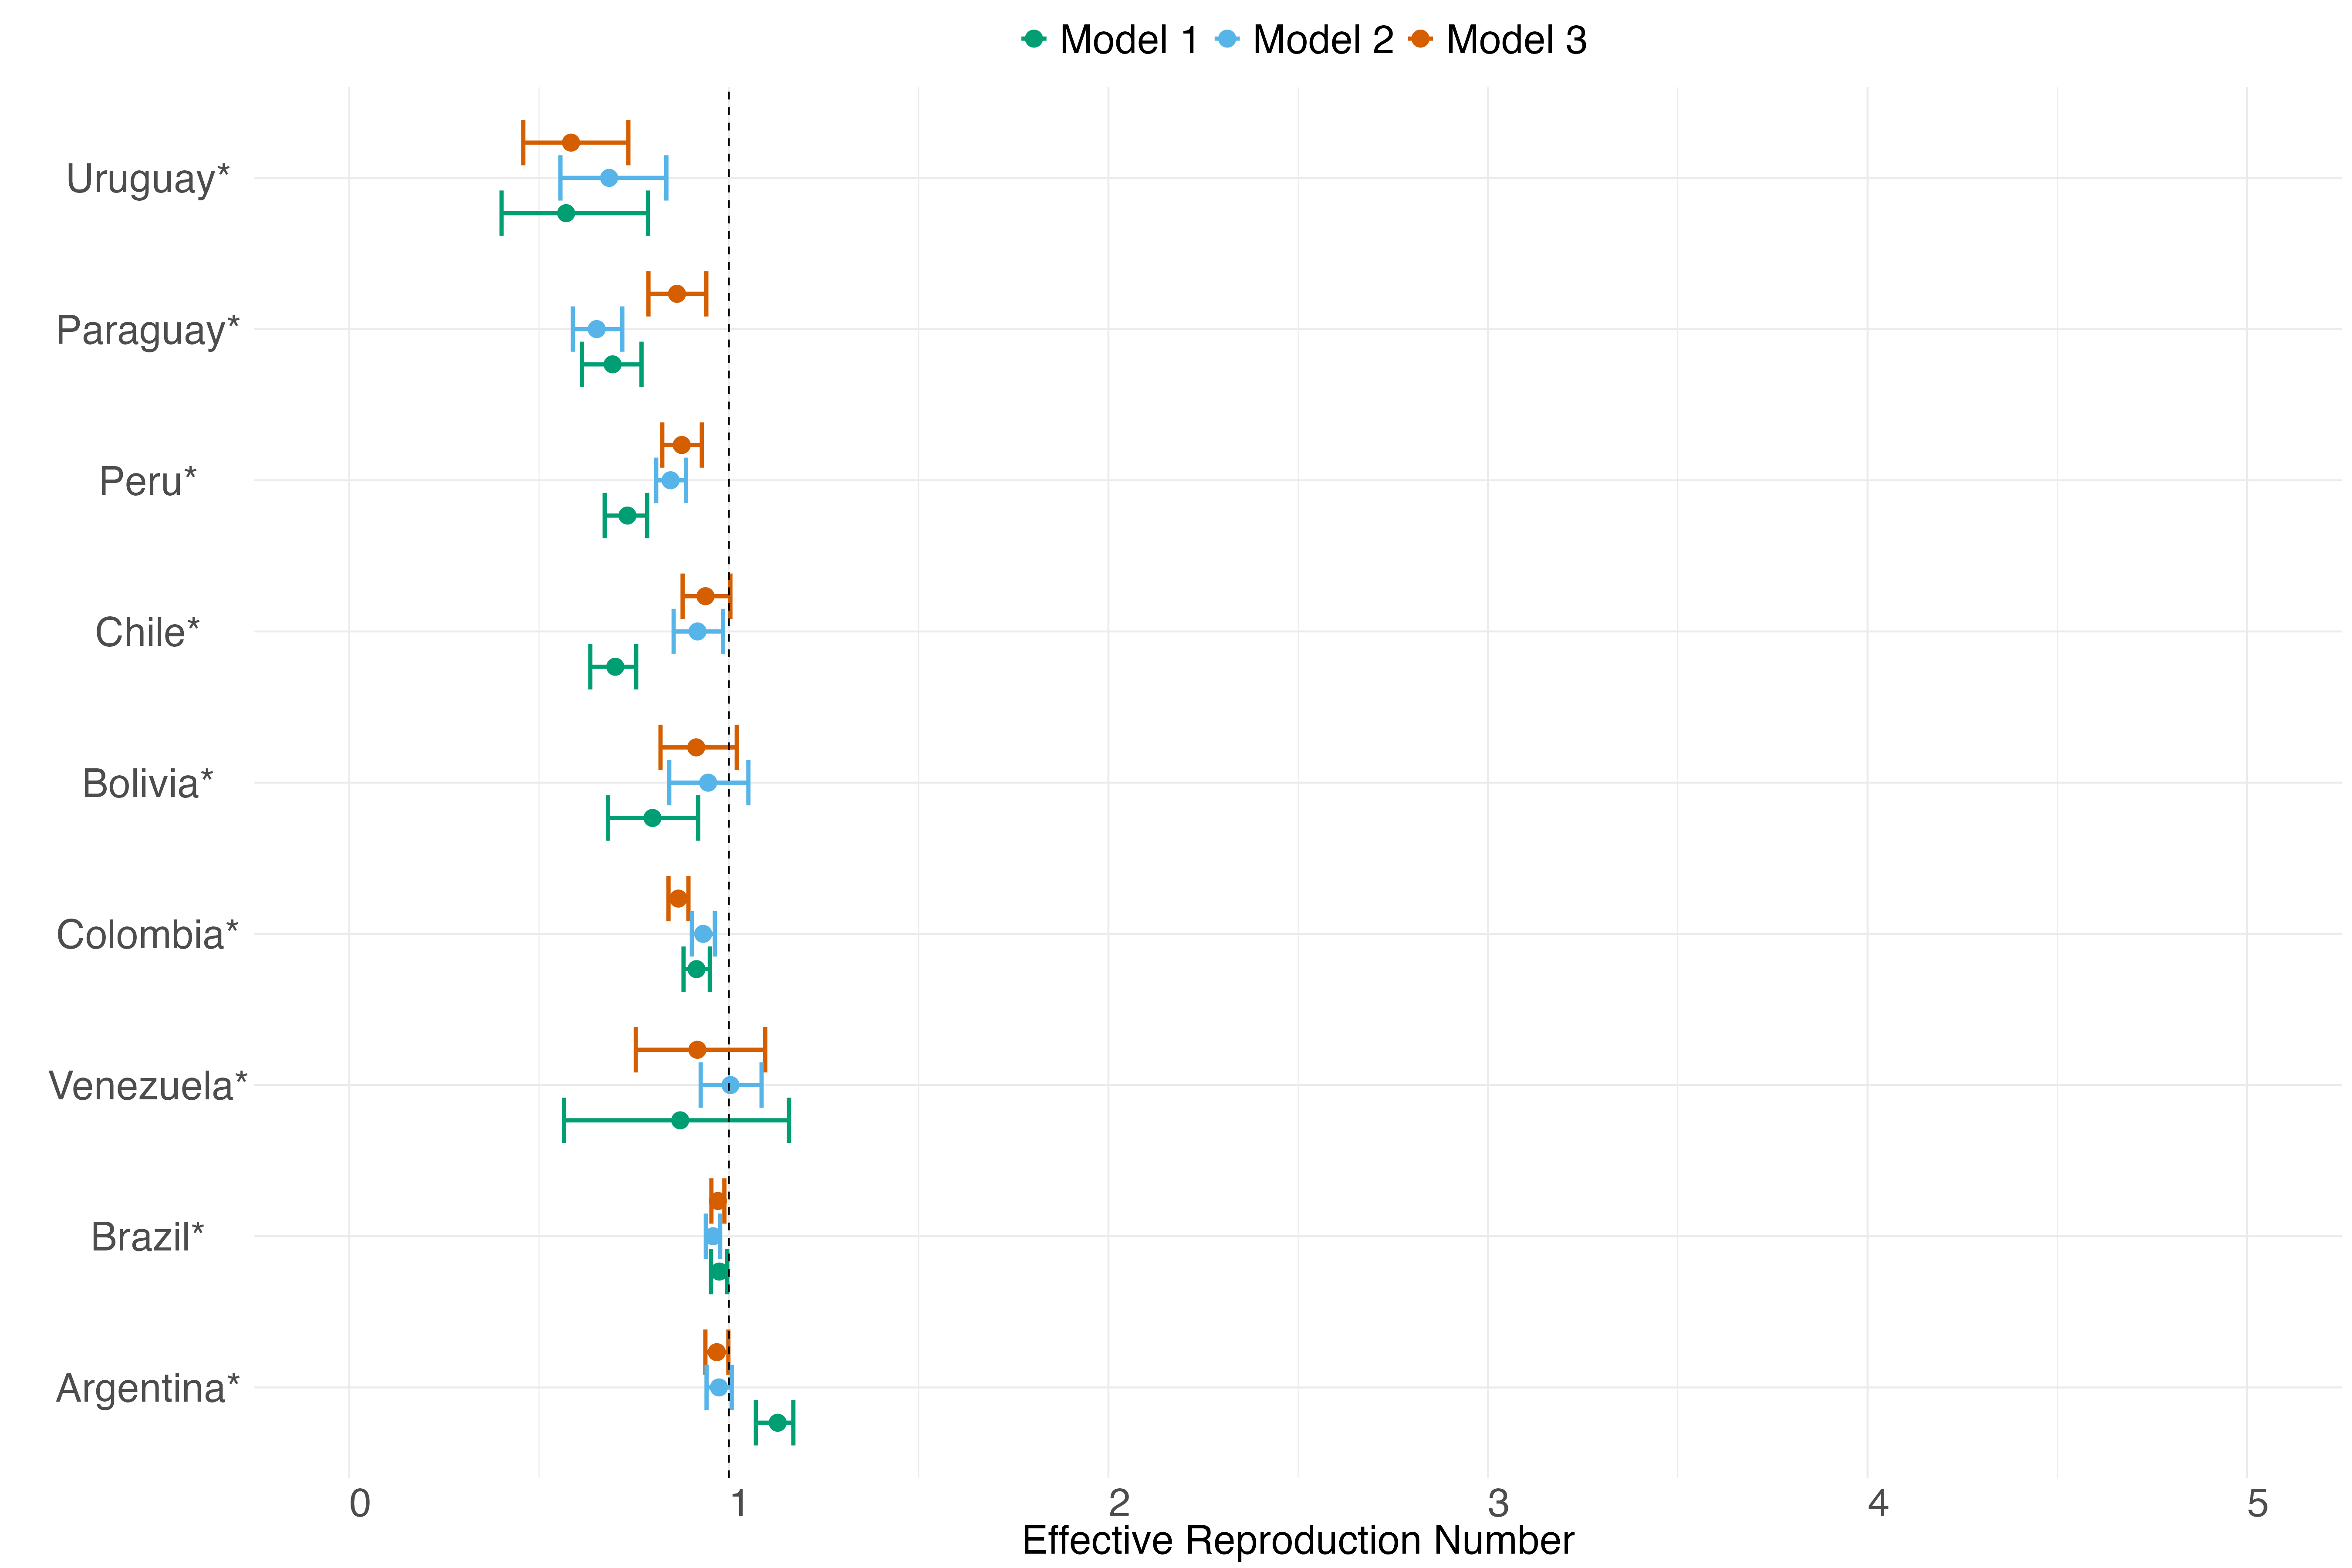 Model 1 Model 2 Model 3
Uruguay*
Paraguay*
Peru*
Chile*
Bolivia*
Colombia*
Venezuela*
Brazil*
Argentina*
0 1 2 3 4 5
Effective Reproduction Number